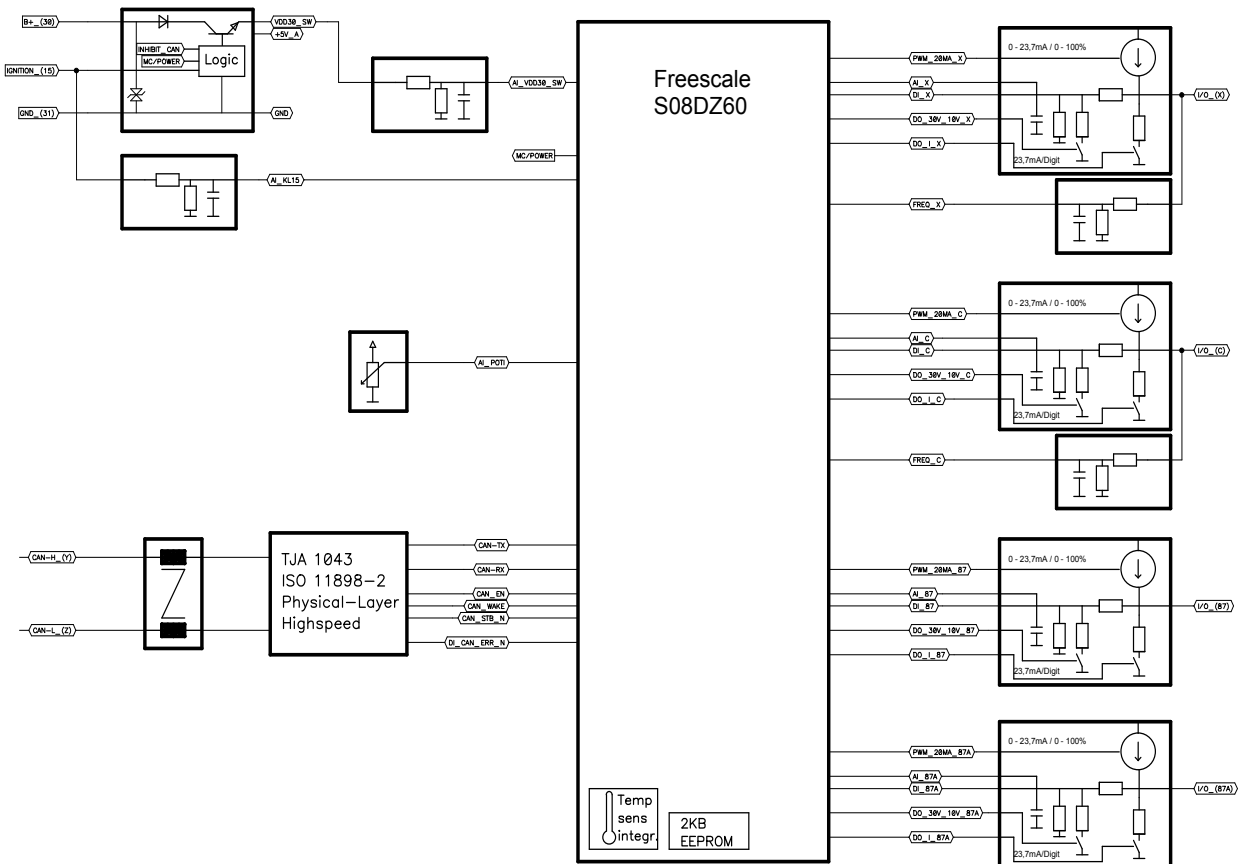 B+_(30)
VDD30_SW
+5V_A
INHIBIT_CAN
MC/POWER
Logic
IGNITION_(15)
GND_(31)
GND
AI_VDD30_SW
MC/POWER
AI_KL15
AI_POTI
CAN-H_(Y)
CAN-L_(Z)
TJA 1043
ISO 11898-2
Physical-Layer
Highspeed
CAN-TX
CAN-RX
CAN_EN
CAN_WAKE
CAN_STB_N
DI_CAN_ERR_N
Freescale
S08DZ60
Temp
sens
integr.
2KB
EEPROM
0 - 23,7mA / 0 - 100%
PWM_20MA_X
AI_X
DI_X
I/O_(X)
DO_30V_10V_X
DO_I_X
23,7mA/Digit
FREQ_X
0 - 23,7mA / 0 - 100%
PWM_20MA_C
AI_C
DI_C
I/O_(C)
DO_30V_10V_C
DO_I_C
23,7mA/Digit
FREQ_C
0 - 23,7mA / 0 - 100%
PWM_20MA_87
AI_87
DI_87
I/O_(87)
DO_30V_10V_87
DO_I_87
23,7mA/Digit
0 - 23,7mA / 0 - 100%
PWM_20MA_87A
AI_87A
DI_87A
I/O_(87A)
DO_30V_10V_87A
DO_I_87A
23,7mA/Digit